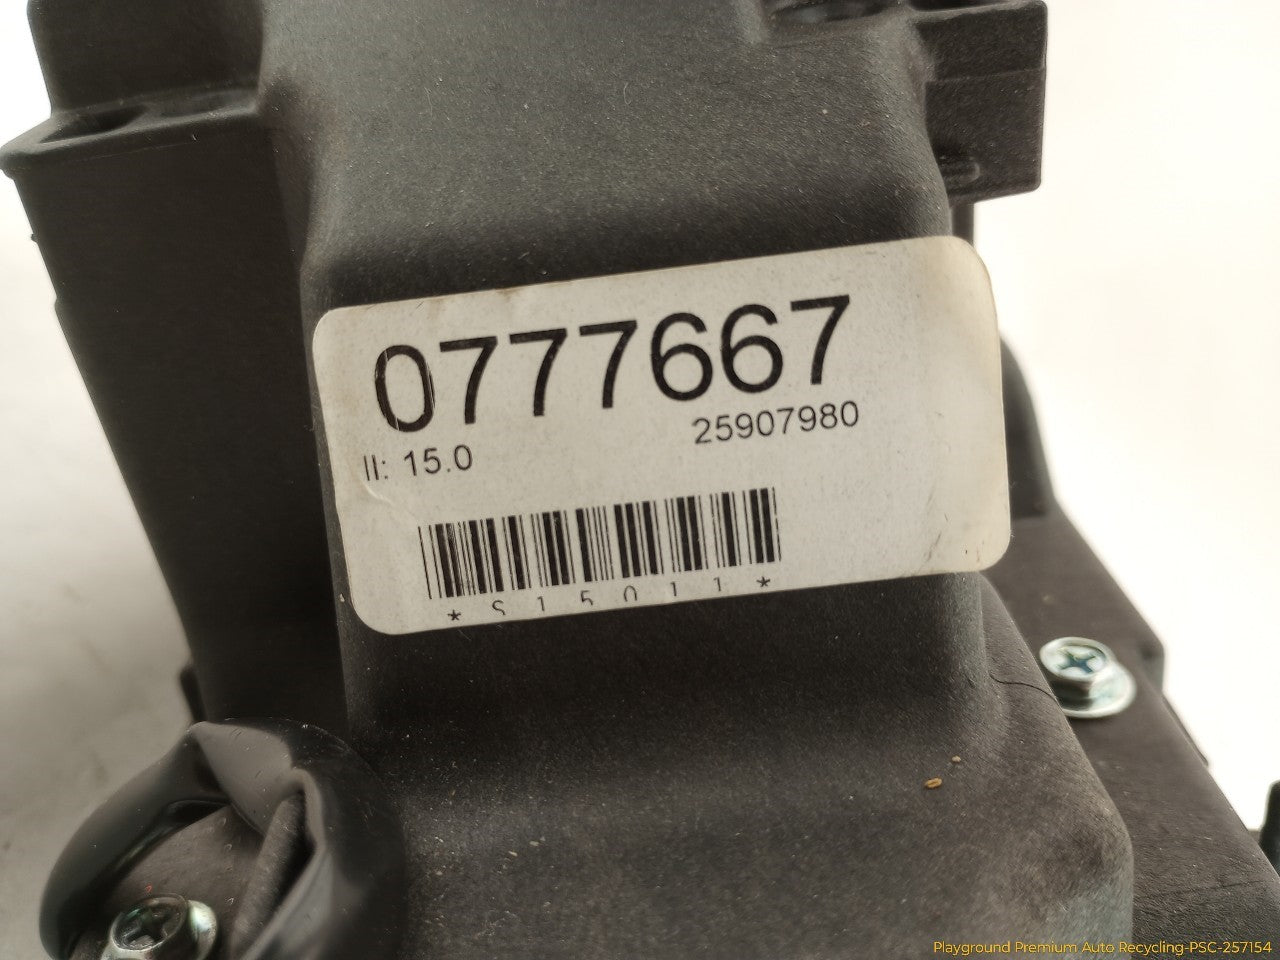 0777667
II: 15.0 25907980
*S15011*
Playground Premium Auto Recycling-PSC-257154